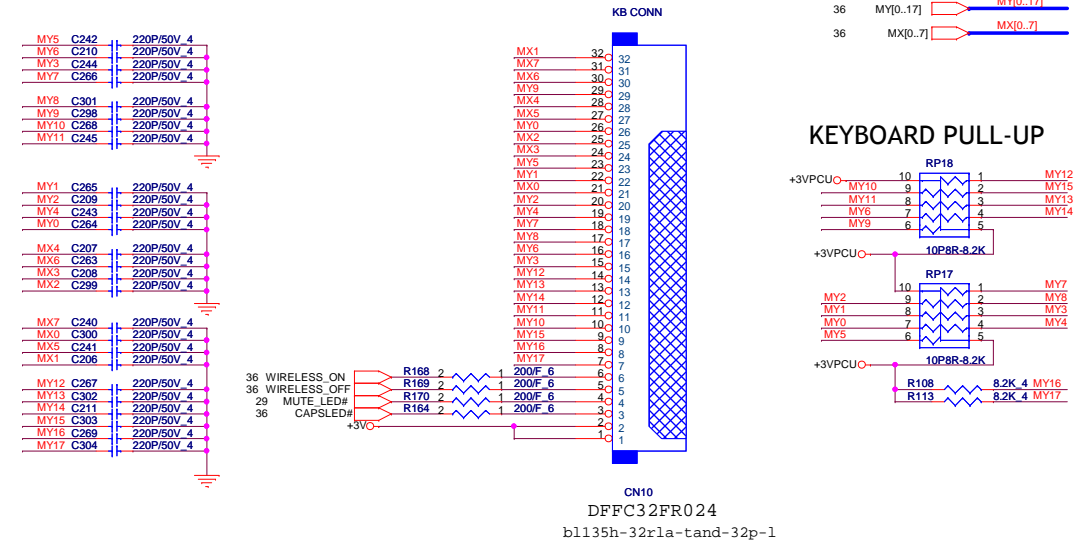 KB CONN
36 MY[0..17] MY[0..17]
36 MX[0..7] MX[0..7]
MY5 C242 220P/50V_4
MY6 C210 220P/50V_4
MY3 C244 220P/50V_4
MY7 C266 220P/50V_4
MY8 C301 220P/50V_4
MY9 C298 220P/50V_4
MY10 C268 220P/50V_4
MY11 C245 220P/50V_4
MY1 C265 220P/50V_4
MY2 C209 220P/50V_4
MY4 C243 220P/50V_4
MY0 C264 220P/50V_4
MX4 C207 220P/50V_4
MX6 C263 220P/50V_4
MX3 C208 220P/50V_4
MX2 C299 220P/50V_4
MX7 C240 220P/50V_4
MX0 C300 220P/50V_4
MX5 C241 220P/50V_4
MX1 C206 220P/50V_4
MY12 C267 220P/50V_4
MY13 C302 220P/50V_4
MY14 C211 220P/50V_4
MY15 C303 220P/50V_4
MY16 C269 220P/50V_4
MY17 C304 220P/50V_4
MX1 32 32
MX7 31 31
MX6 30 30
MY9 29 29
MX4 28 28
MX5 27 27
MY0 26 26
MX2 25 25
MX3 24 24
MY5 23 23
MY1 22 22
MX0 21 21
MY2 20 20
MY4 19 19
MY7 18 18
MY8 17 17
MY6 16 16
MY3 15 15
MY12 14 14
MY13 13 13
MY14 12 12
MY11 11 11
MY10 10 10
MY15 9 9
MY16 8 8
MY17 7 7
36 WIRELESS_ON R168 2 1 200/F_6 6 6
36 WIRELESS_OFF R169 2 1 200/F_6 5 5
29 MUTE_LED# R170 2 1 200/F_6 4 4
36 CAPSLED# R164 2 1 200/F_6 3 3
+3V 2 2
1 1
CN10
DFFC32FR024
bl135h-32rla-tand-32p-l
KEYBOARD PULL-UP
RP18
+3VPCU 10 1 MY12
MY10 9 2 MY15
MY11 8 3 MY13
MY6 7 4 MY14
MY9 6 5
+3VPCU 10P8R-8.2K
RP17
10 1 MY7
MY2 9 2 MY8
MY1 8 3 MY3
MY0 7 4 MY4
MY5 6 5
+3VPCU 10P8R-8.2K
R108 8.2K_4 MY16
R113 8.2K_4 MY17